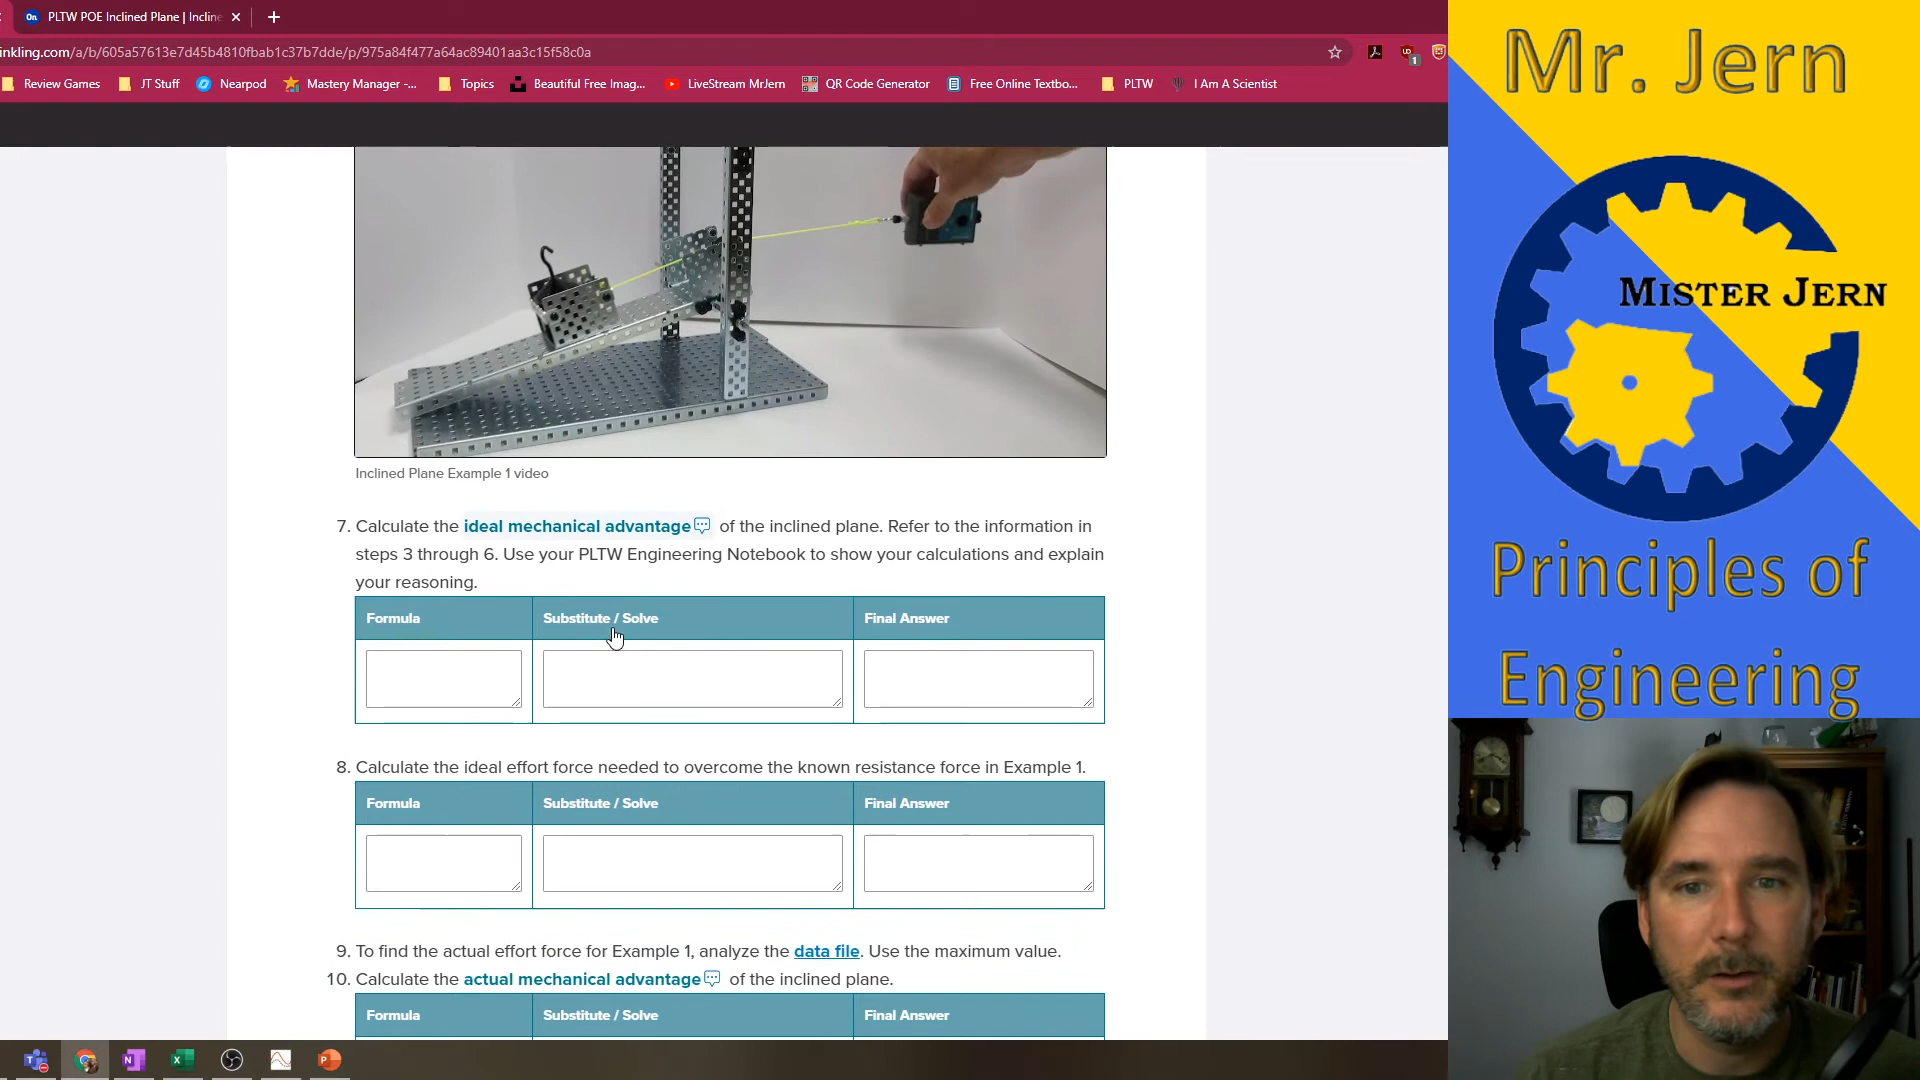 PLTW POE Inclined Plane | Incline
inkling.com/a/b/605a57613e7d45b4810fbab1c37b7dde/p/975a84f477a64ac89401aa3c15f58c0a
Review Games
JT Stuff
Nearpod
Mastery Manager -...
Topics
Beautiful Free Imag...
LiveStream MrJern
QR Code Generator
Free Online Textbo...
PLTW
I Am A Scientist
Inclined Plane Example 1 video
7. Calculate the ideal mechanical advantage of the inclined plane. Refer to the information in
steps 3 through 6. Use your PLTW Engineering Notebook to show your calculations and explain
your reasoning.
Formula Substitute / Solve Final Answer
8. Calculate the ideal effort force needed to overcome the known resistance force in Example 1.
Formula Substitute / Solve Final Answer
9. To find the actual effort force for Example 1, analyze the data file. Use the maximum value.
10. Calculate the actual mechanical advantage of the inclined plane.
Formula Substitute / Solve Final Answer
Mr. Jern
MISTER JERN
Principles of
Engineering